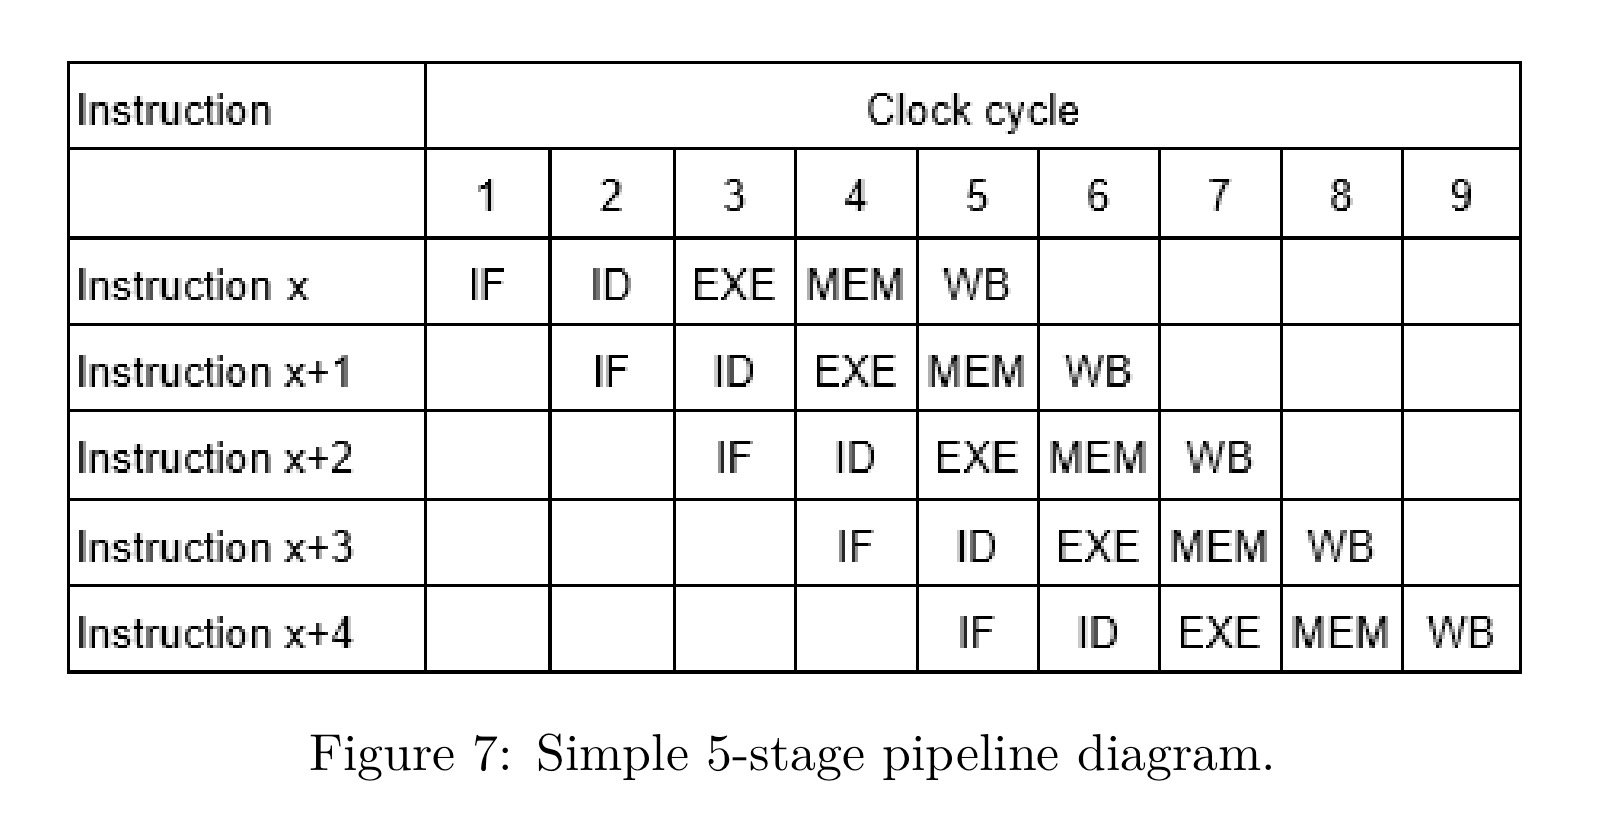 Instruction Clock cycle
1 2 3 4 5 6 7 8 9
Instruction x IF ID EXE MEM WB
Instruction x+1 IF ID EXE MEM WB
Instruction x+2 IF ID EXE MEM WB
Instruction x+3 IF ID EXE MEM WB
Instruction x+4 IF ID EXE MEM WB
Figure 7: Simple 5-stage pipeline diagram.